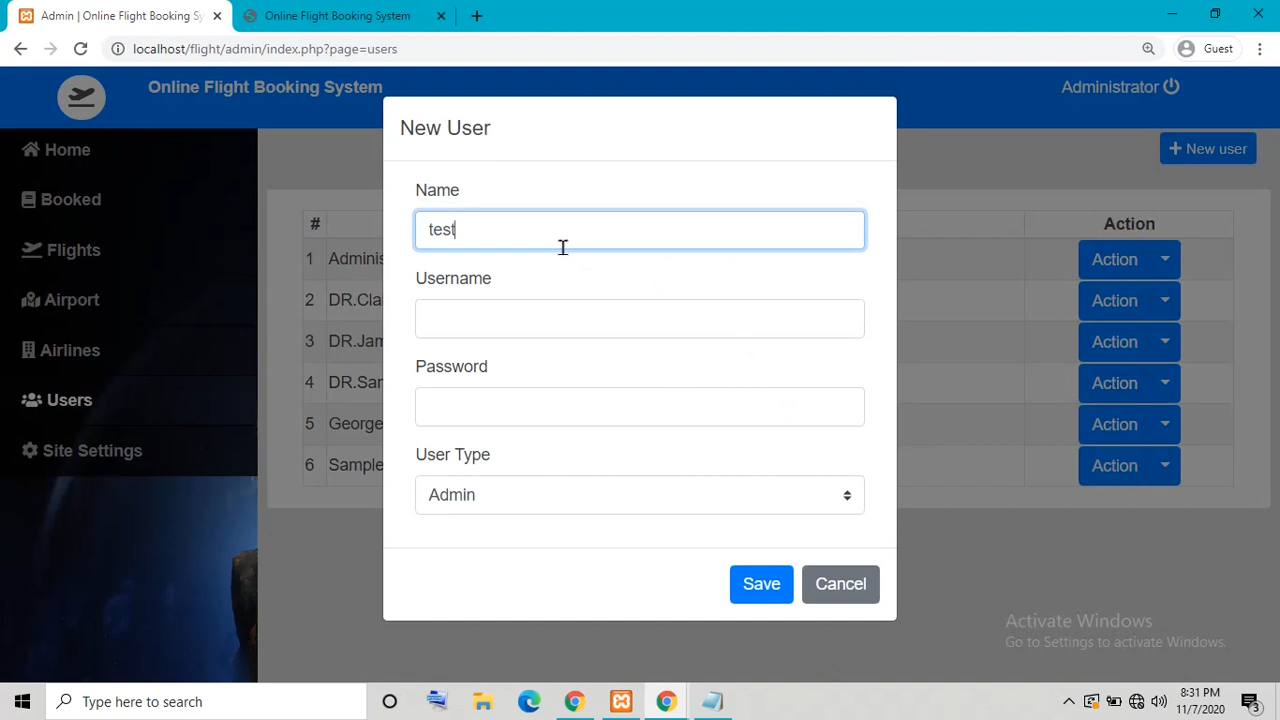 Admin | Online Flight Booking Sy
Online Flight Booking System
localhost/flight/admin/index.php?page=users
Guest
Online Flight Booking System
Administrator
Home
Booked
Flights
Airport
Airlines
Users
Site Settings
+ New user
New User
Name
test
Username
Password
User Type
Admin
Save
Cancel
#
Action
1 Adminis Action
2 DR.Cla Action
3 DR.Jam Action
4 DR.Sar Action
5 George Action
6 Sample Action
Activate Windows
Go to Settings to activate Windows.
Type here to search
8:31 PM
11/7/2020
3